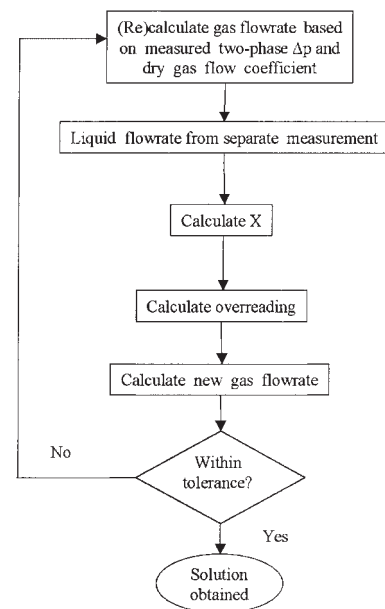 (Re)calculate gas flowrate based
on measured two-phase Δp and
dry gas flow coefficient
Liquid flowrate from separate measurement
Calculate X
Calculate overreading
Calculate new gas flowrate
No
Within
tolerance?
Yes
Solution
obtained